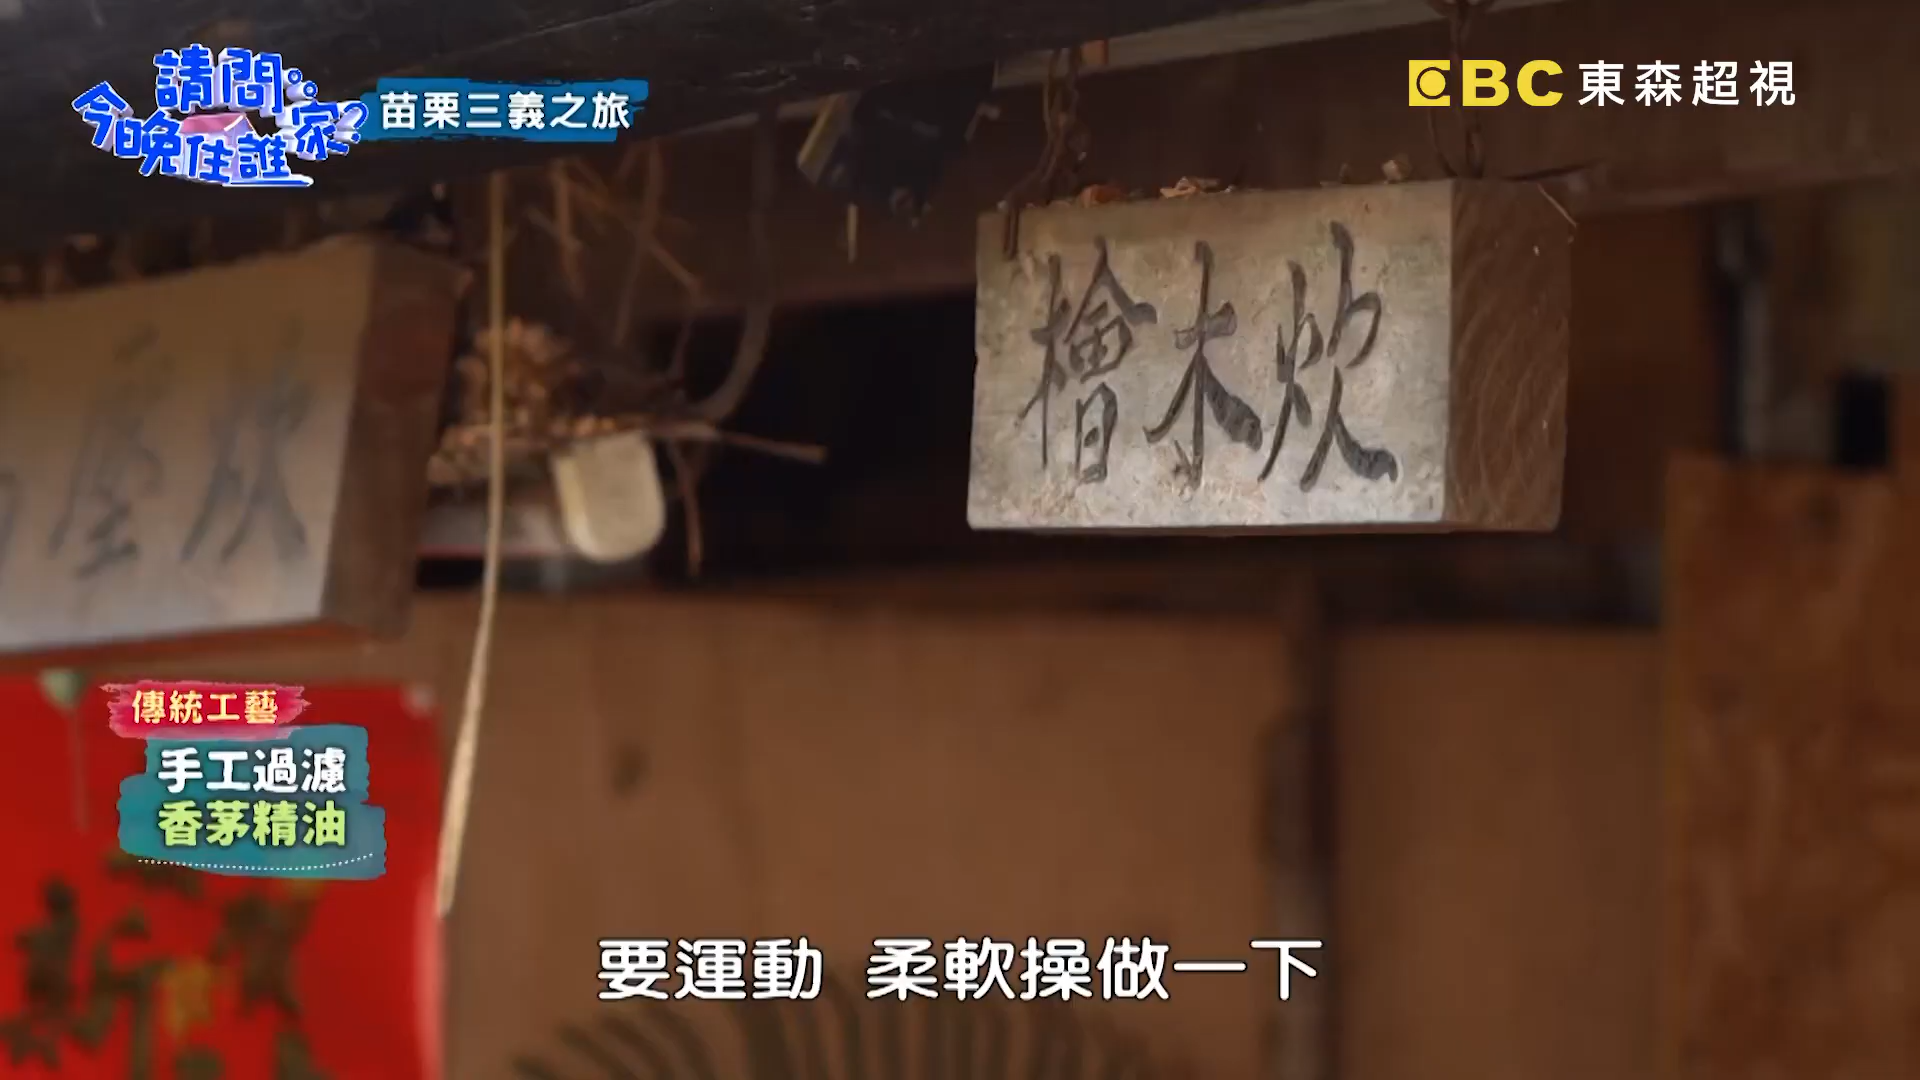 請問
今晚住誰家?
苗栗三義之旅
EBC 東森超視
檜木炊
傳統工藝
手工過濾
香茅精油
要運動 柔軟操做一下